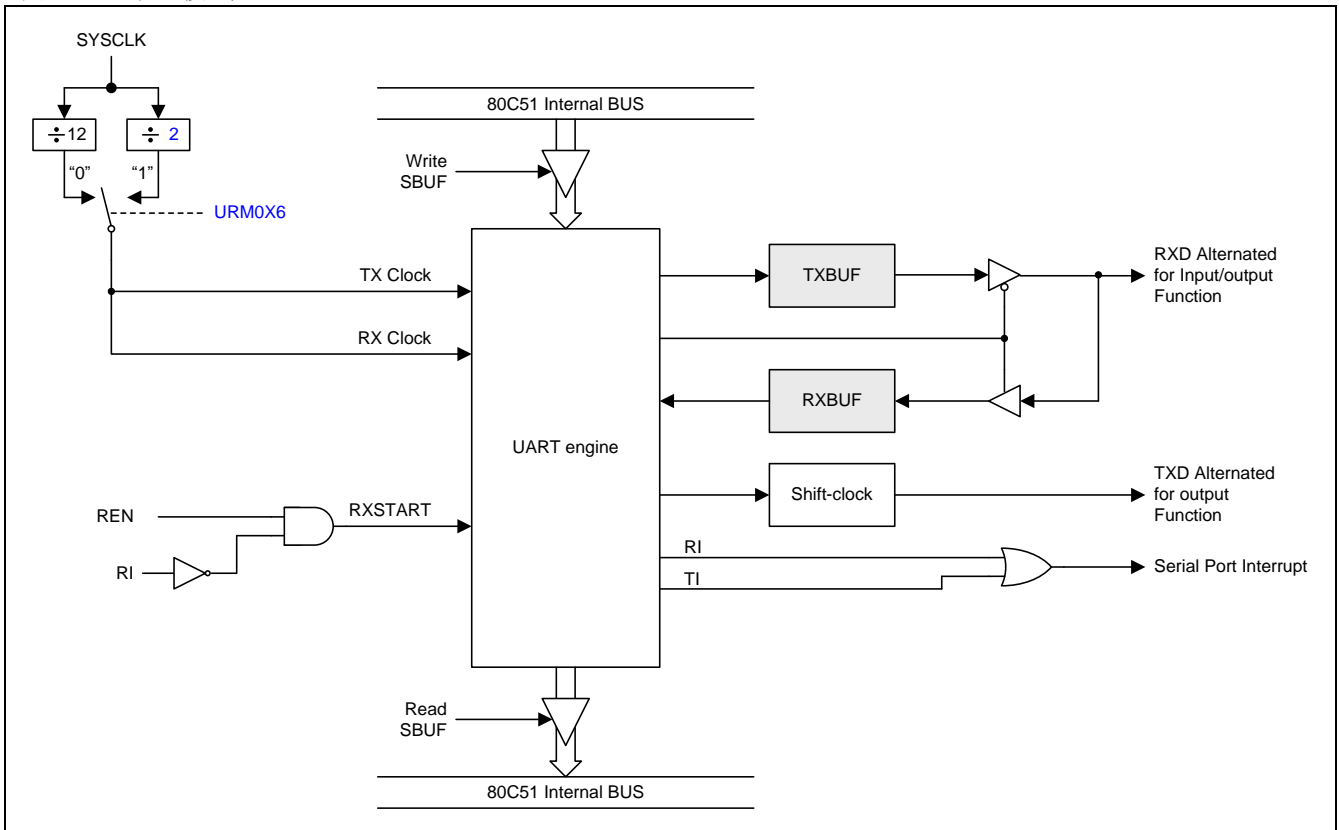 SYSCLK
÷12
÷ 2
"0"
"1"
URM0X6
80C51 Internal BUS
Write
SBUF
TX Clock
RX Clock
TXBUF
RXD Alternated
for Input/output
Function
RXBUF
UART engine
Shift-clock
TXD Alternated
for output
Function
REN
RXSTART
RI
RI
TI
Serial Port Interrupt
Read
SBUF
80C51 Internal BUS